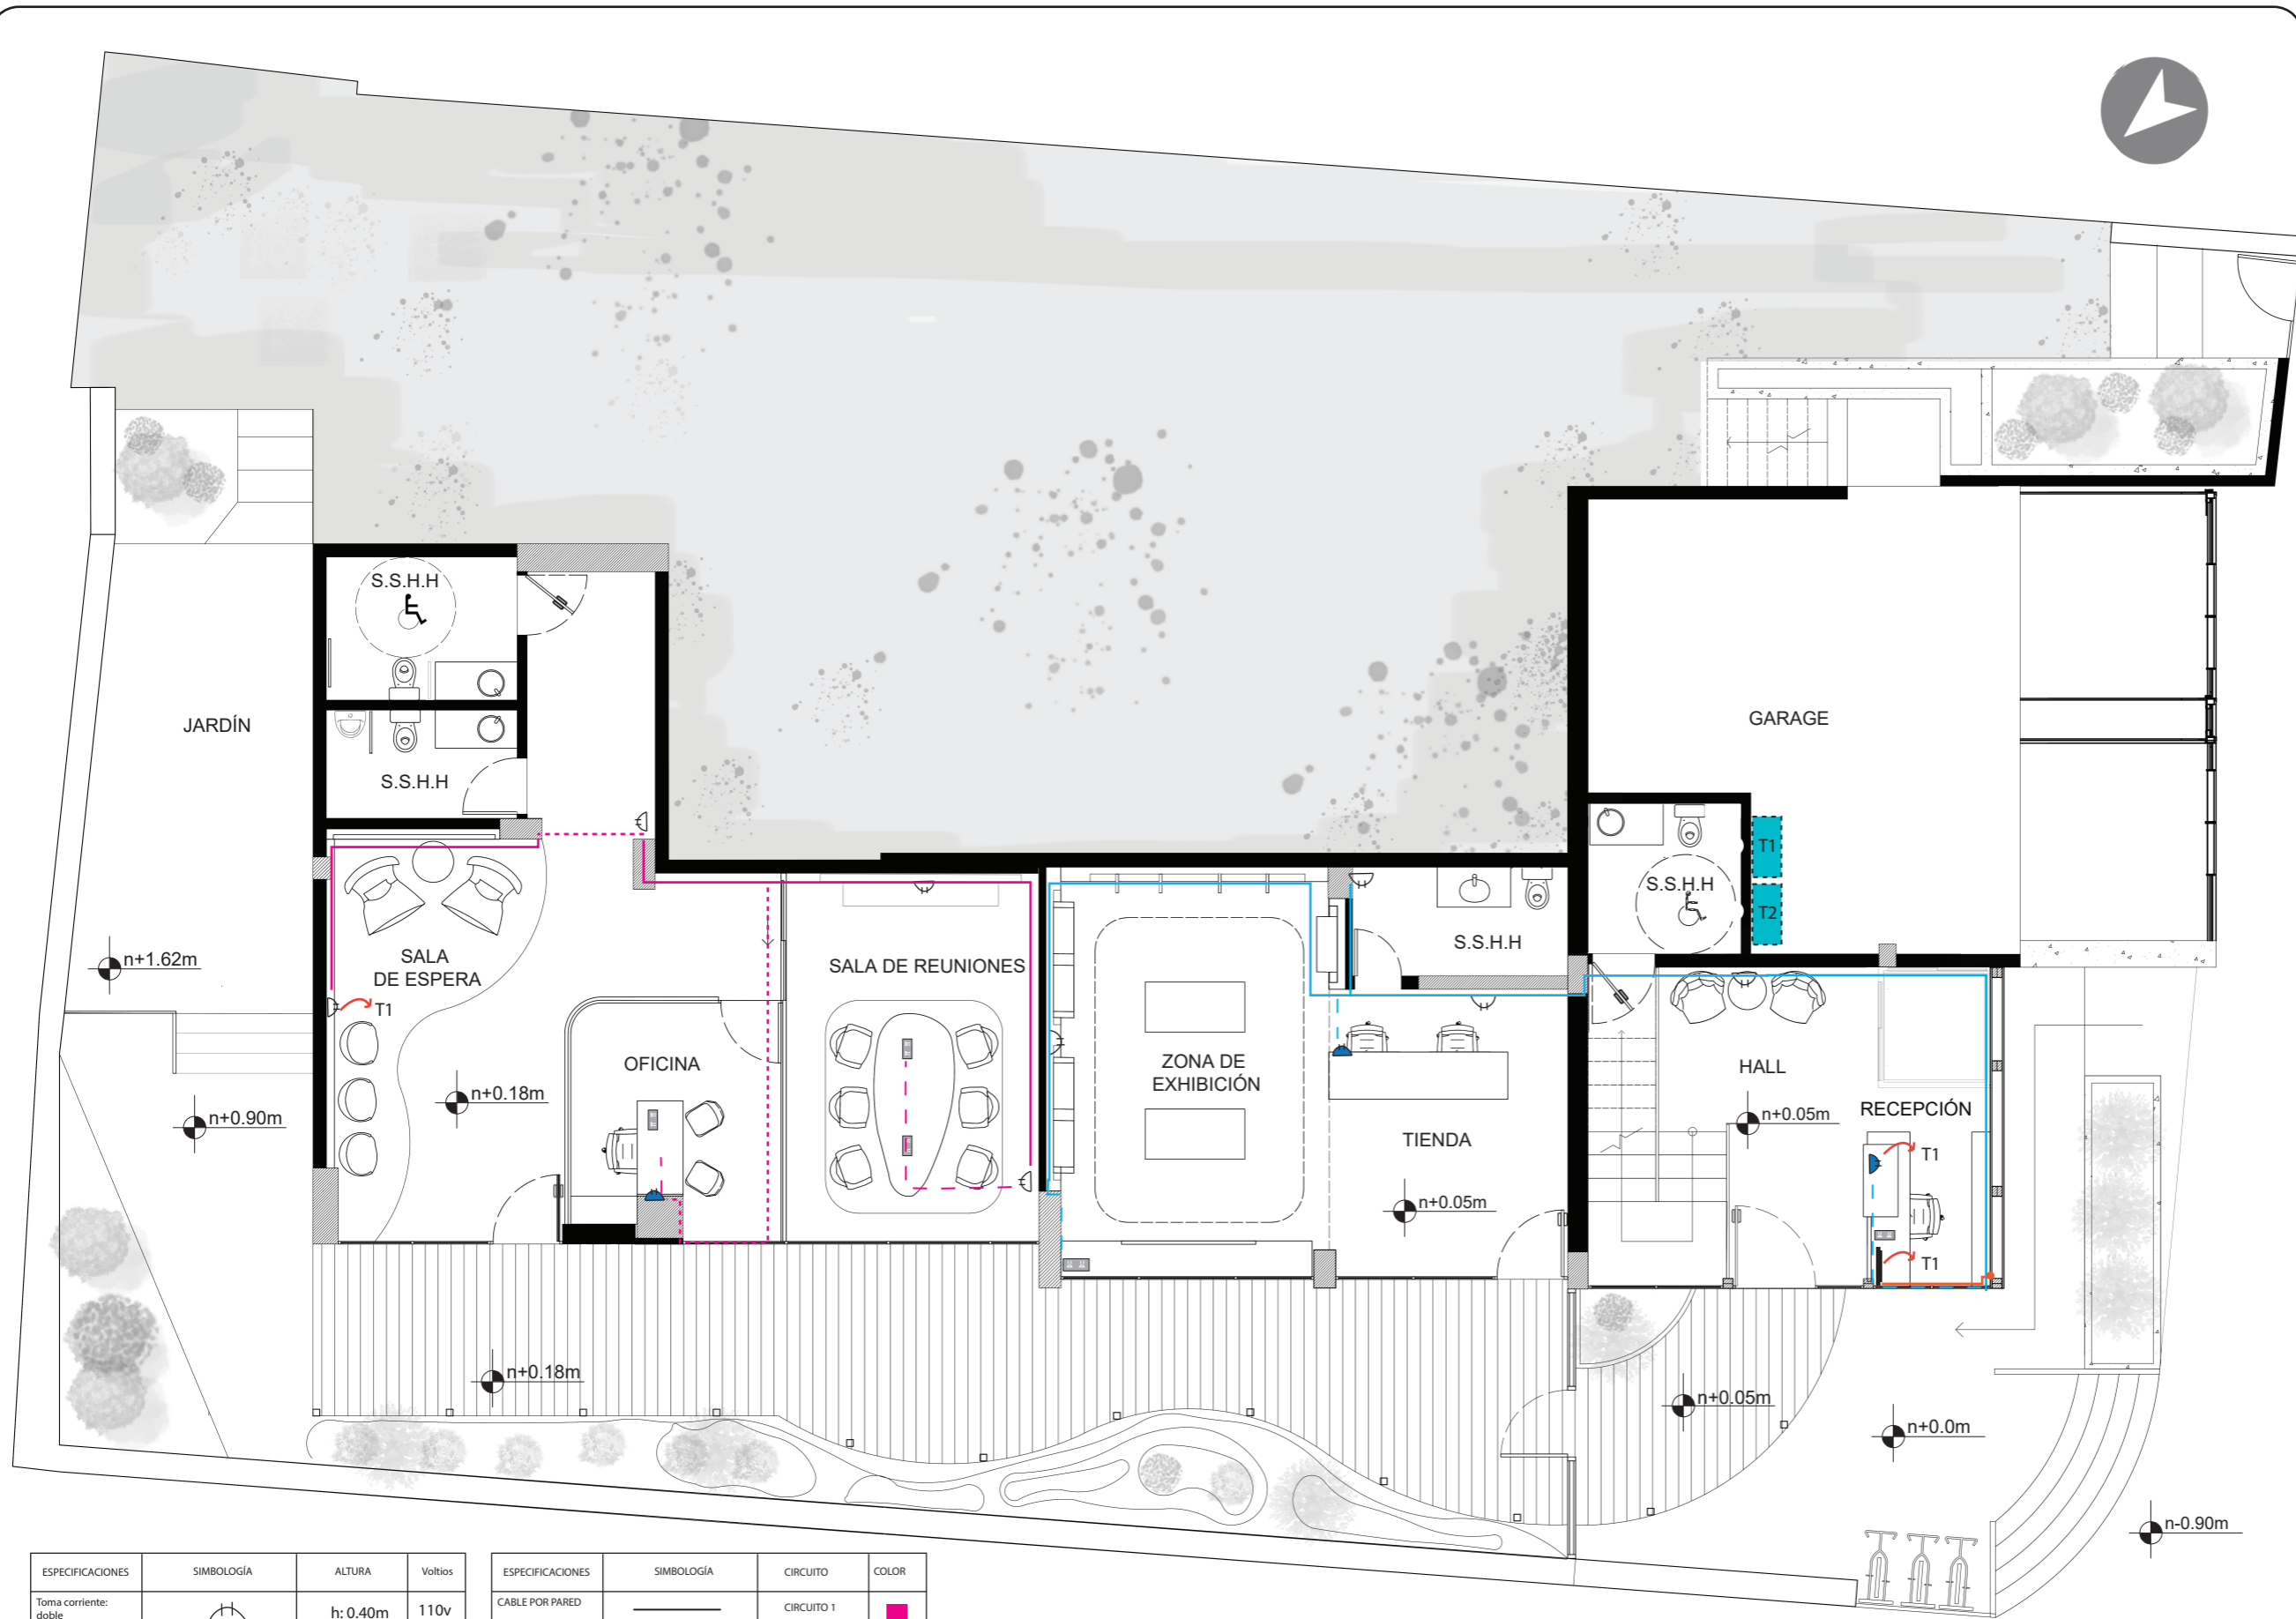 S.S.H.H
JARDÍN
S.S.H.H
GARAGE
T1
T2
S.S.H.H
S.S.H.H
SALA
DE ESPERA
n+1.62m
SALA DE REUNIONES
T1
OFICINA
ZONA DE
EXHIBICIÓN
HALL
n+0.18m
n+0.90m
RECEPCIÓN
n+0.05m
TIENDA
T1
n+0.05m
T1
n+0.18m
n+0.05m
n+0.0m
n-0.90m
ESPECIFICACIONES SIMBOLOGÍA ALTURA Voltios
Toma corriente:
doble
h: 0.40m 110v
ESPECIFICACIONES SIMBOLOGÍA CIRCUITO COLOR
CABLE POR PARED CIRCUITO 1